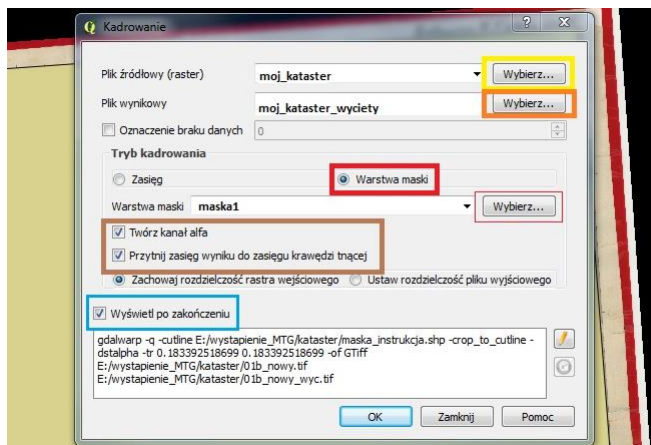 Kadrowanie
Plik źródłowy (raster) moj_kataster Wybierz...
Plik wynikowy moj_kataster_wyciety Wybierz...
Oznaczenie braku danych 0
Tryb kadrowania
Zasięg Warstwa maski
Warstwa maski maska1 Wybierz...
Twórz kanał alfa
Przytnij zasięg wyniku do zasięgu krawędzi tnącej
Zachowaj rozdzielczość rastra wejściowego Ustaw rozdzielczość pliku wyjściowego
Wyświetl po zakończeniu
gdalwarp -q -cutline E:/wystapienie_MTG/kataster/maska_instrukcja.shp -crop_to_cutline -
dstalpha -tr 0.183392518699 0.183392518699 -of GTiff
E:/wystapienie_MTG/kataster/01b_nowy.tif
E:/wystapienie_MTG/kataster/01b_nowy_wyc.tif
OK Zamknij Pomoc